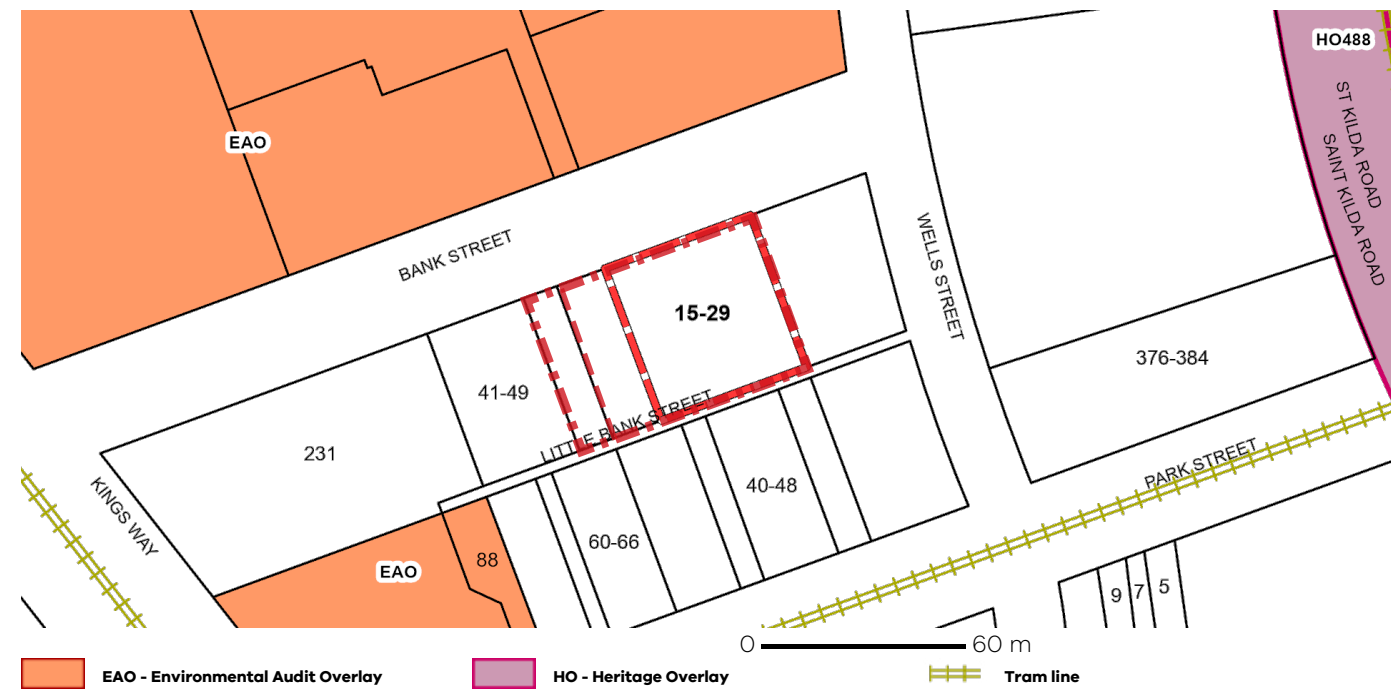 HO488
ST KILDA ROAD
SAINT KILDA ROAD
EAO
BANK STREET
WELLS STREET
15-29
376-384
41-49
LITTLE BANK STREET
231
KINGS WAY
PARK STREET
40-48
60-66
88
EAO
9
7
5
0 60 m
EAO - Environmental Audit Overlay
HO - Heritage Overlay
Tram line